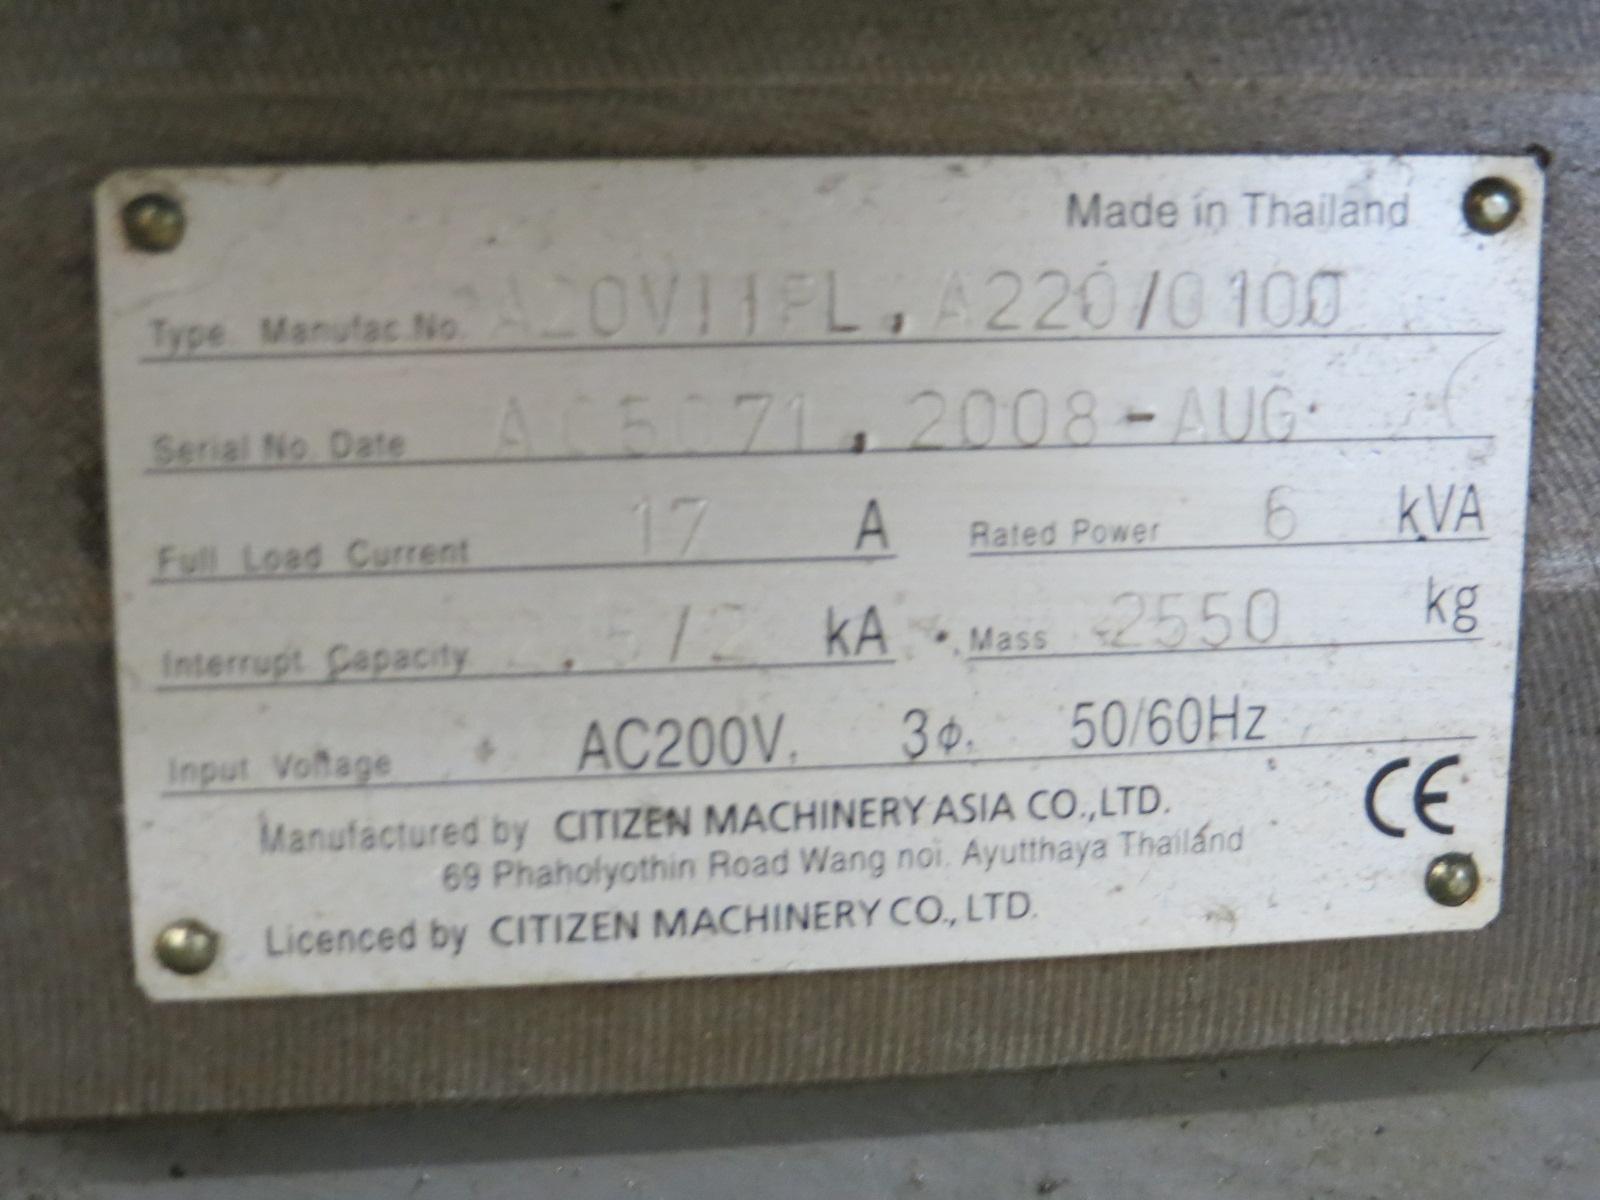 Made in Thailand
Type Manufac.No. A20VIIPL, A220/0100
Serial No. Date AC5071, 2008-AUG
Full Load Current 17 A Rated Power 6 kVA
Interrupt Capacity kA Mass 2550 kg
Input Voltage AC200V, 3φ, 50/60Hz
Manufactured by CITIZEN MACHINERY ASIA CO.,LTD. CE
69 Phaholyothin Road Wang noi. Ayutthaya Thailand
Licenced by CITIZEN MACHINERY CO., LTD.